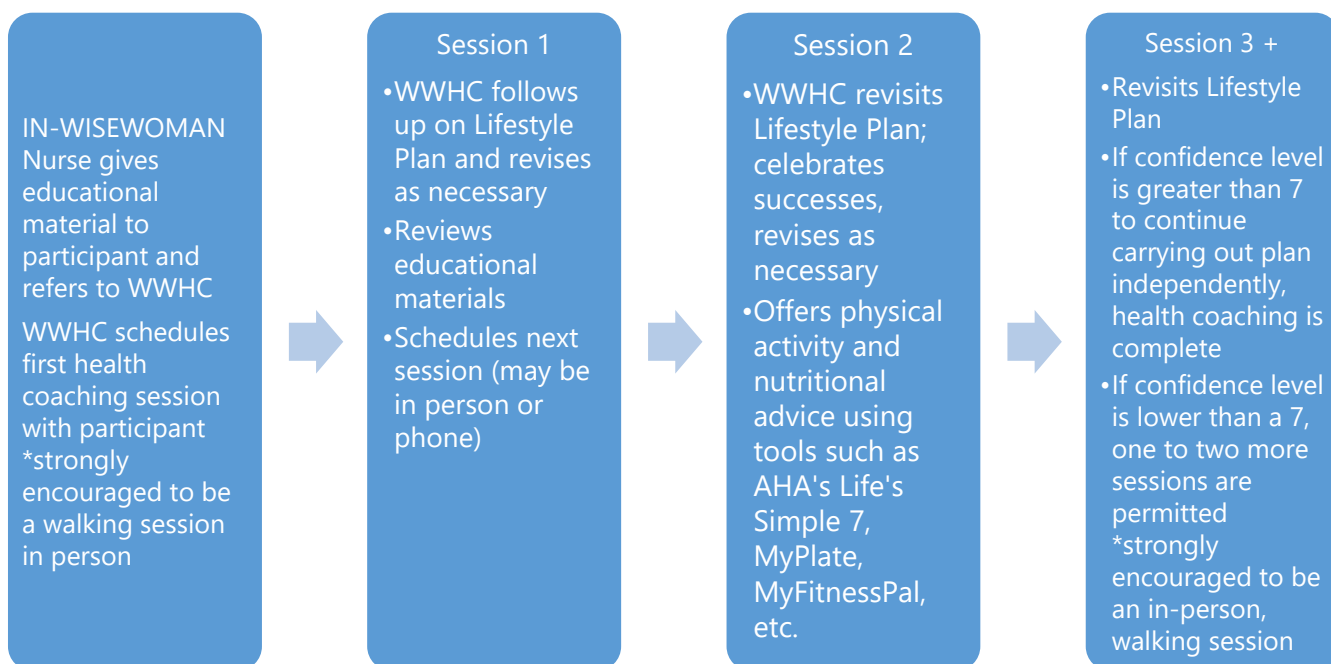 IN-WISEWOMAN
Nurse gives
educational
material to
participant and
refers to WWHC
WWHC schedules
first health
coaching session
with participant
*strongly
encouraged to be
a walking session
in person
Session 1
•WWHC follows
up on Lifestyle
Plan and revises
as necessary
•Reviews
educational
materials
•Schedules next
session (may be
in person or
phone)
Session 2
•WWHC revisits
Lifestyle Plan;
celebrates
successes,
revises as
necessary
•Offers physical
activity and
nutritional
advice using
tools such as
AHA's Life's
Simple 7,
MyPlate,
MyFitnessPal,
etc.
Session 3 +
•Revisits Lifestyle
Plan
•If confidence level
is greater than 7
to continue
carrying out plan
independently,
health coaching is
complete
•If confidence level
is lower than a 7,
one to two more
sessions are
permitted
*strongly
encouraged to be
an in-person,
walking session